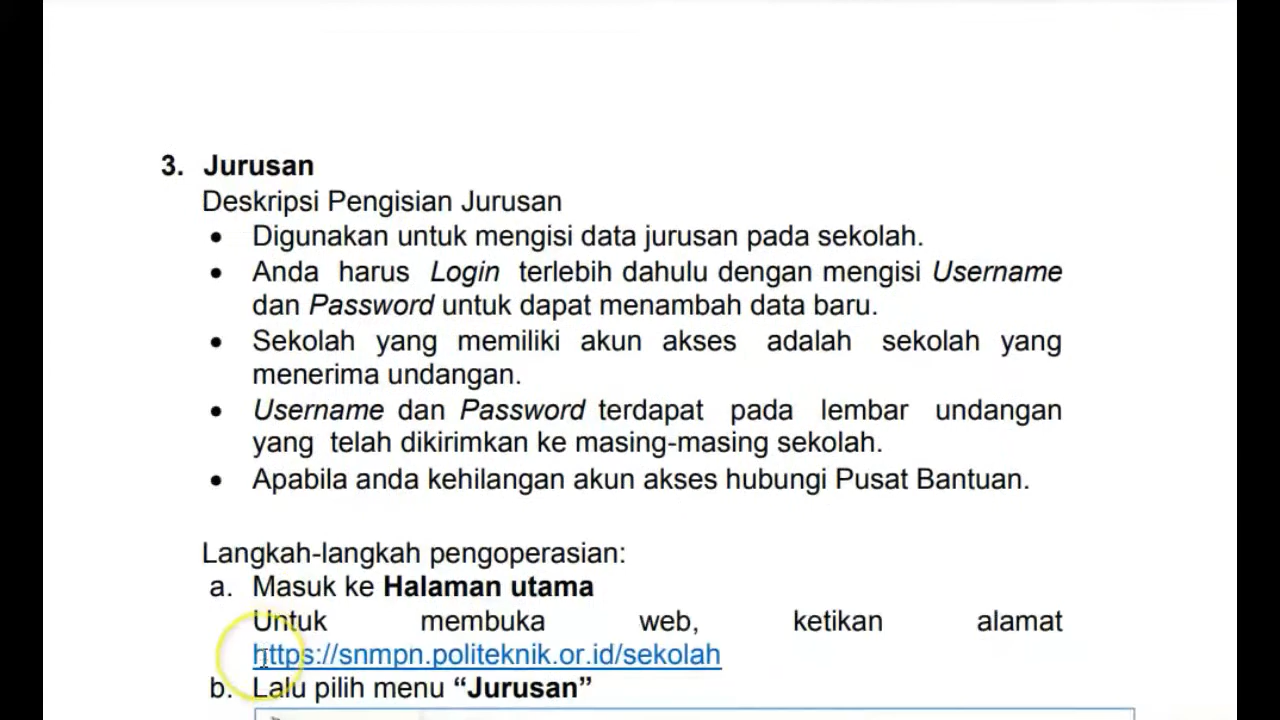 3. Jurusan
Deskripsi Pengisian Jurusan
• Digunakan untuk mengisi data jurusan pada sekolah.
• Anda harus Login terlebih dahulu dengan mengisi Username
dan Password untuk dapat menambah data baru.
• Sekolah yang memiliki akun akses adalah sekolah yang
menerima undangan.
• Username dan Password terdapat pada lembar undangan
yang telah dikirimkan ke masing-masing sekolah.
• Apabila anda kehilangan akun akses hubungi Pusat Bantuan.
Langkah-langkah pengoperasian:
a. Masuk ke Halaman utama
Untuk membuka web, ketikan alamat
https://snmpn.politeknik.or.id/sekolah
b. Lalu pilih menu “Jurusan”